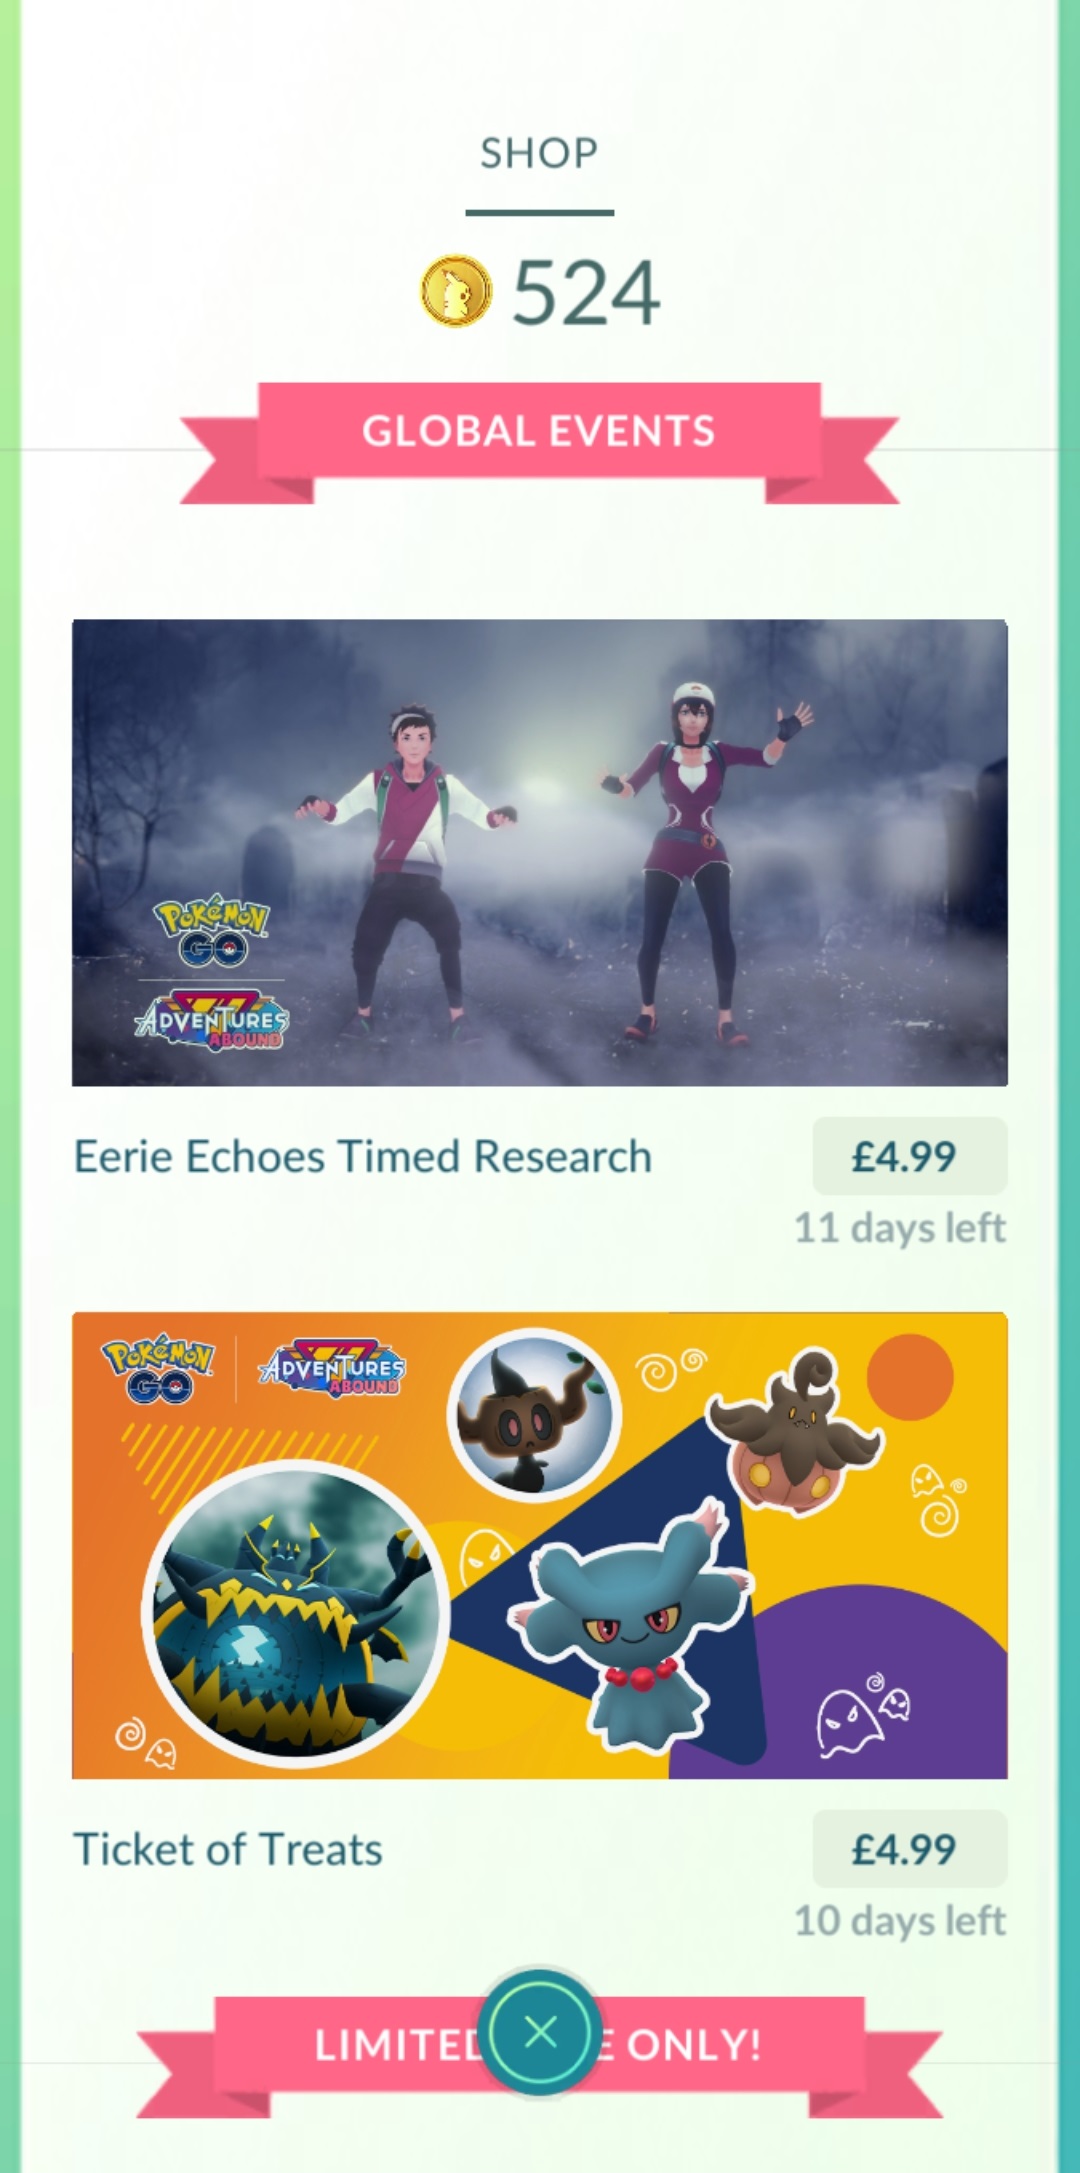 SHOP
524
GLOBAL EVENTS
POKÉMON
GO
ADVENTURES
ABOUND
Eerie Echoes Timed Research
£4.99
11 days left
POKÉMON
GO
ADVENTURES
ABOUND
Ticket of Treats
£4.99
10 days left
LIMITED E ONLY!